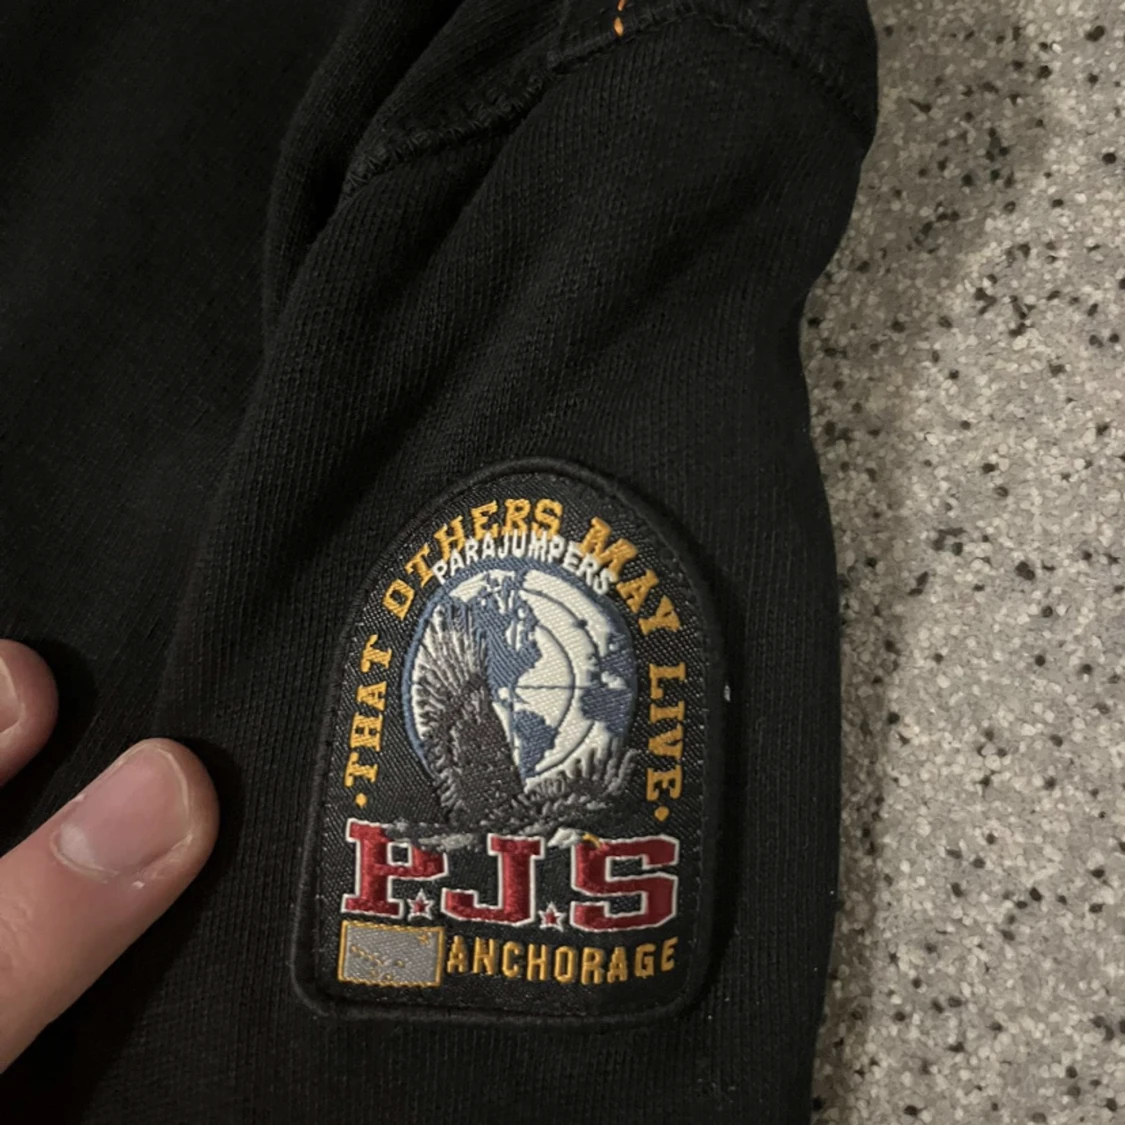 ·THAT OTHERS MAY LIVE·
PARAJUMPERS
P.J.S
ANCHORAGE